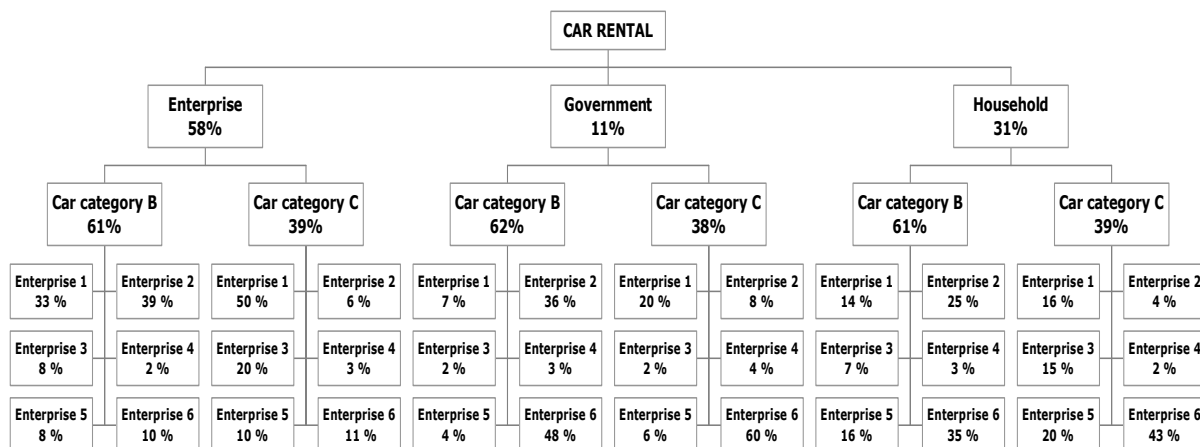 CAR RENTAL
Enterprise
58%
Government
11%
Household
31%
Car category B
61%
Car category C
39%
Car category B
62%
Car category C
38%
Car category B
61%
Car category C
39%
Enterprise 1
33 %
Enterprise 2
39 %
Enterprise 1
50 %
Enterprise 2
6 %
Enterprise 1
7 %
Enterprise 2
36 %
Enterprise 1
20 %
Enterprise 2
8 %
Enterprise 1
14 %
Enterprise 2
25 %
Enterprise 1
16 %
Enterprise 2
4 %
Enterprise 3
8 %
Enterprise 4
2 %
Enterprise 3
20 %
Enterprise 4
3 %
Enterprise 3
2 %
Enterprise 4
3 %
Enterprise 3
2 %
Enterprise 4
4 %
Enterprise 3
7 %
Enterprise 4
3 %
Enterprise 3
15 %
Enterprise 4
2 %
Enterprise 5
8 %
Enterprise 6
10 %
Enterprise 5
10 %
Enterprise 6
11 %
Enterprise 5
4 %
Enterprise 6
48 %
Enterprise 5
6 %
Enterprise 6
60 %
Enterprise 5
16 %
Enterprise 6
35 %
Enterprise 5
20 %
Enterprise 6
43 %